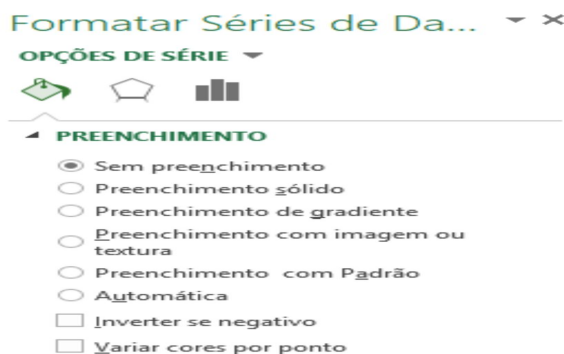 Formatar Séries de Da...
OPÇÕES DE SÉRIE
PREENCHIMENTO
Sem preenchimento
Preenchimento sólido
Preenchimento de gradiente
Preenchimento com imagem ou
textura
Preenchimento com Padrão
Automática
Inverter se negativo
Variar cores por ponto